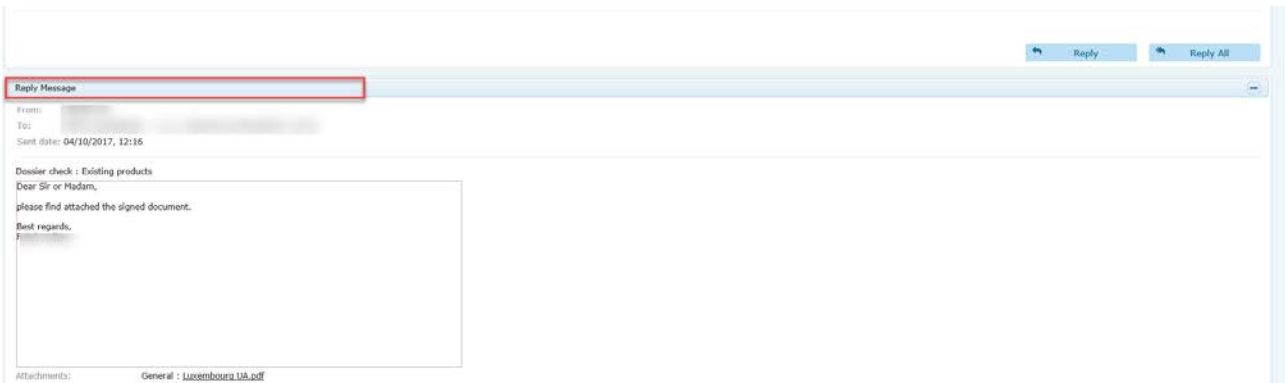 Reply Reply All
Reply Message
From:
To:
Sent date: 04/10/2017, 12:16
Dossier check : Existing products
Dear Sir or Madam,
please find attached the signed document.
Best regards,
Attachments: General : Luxembourg UA.pdf